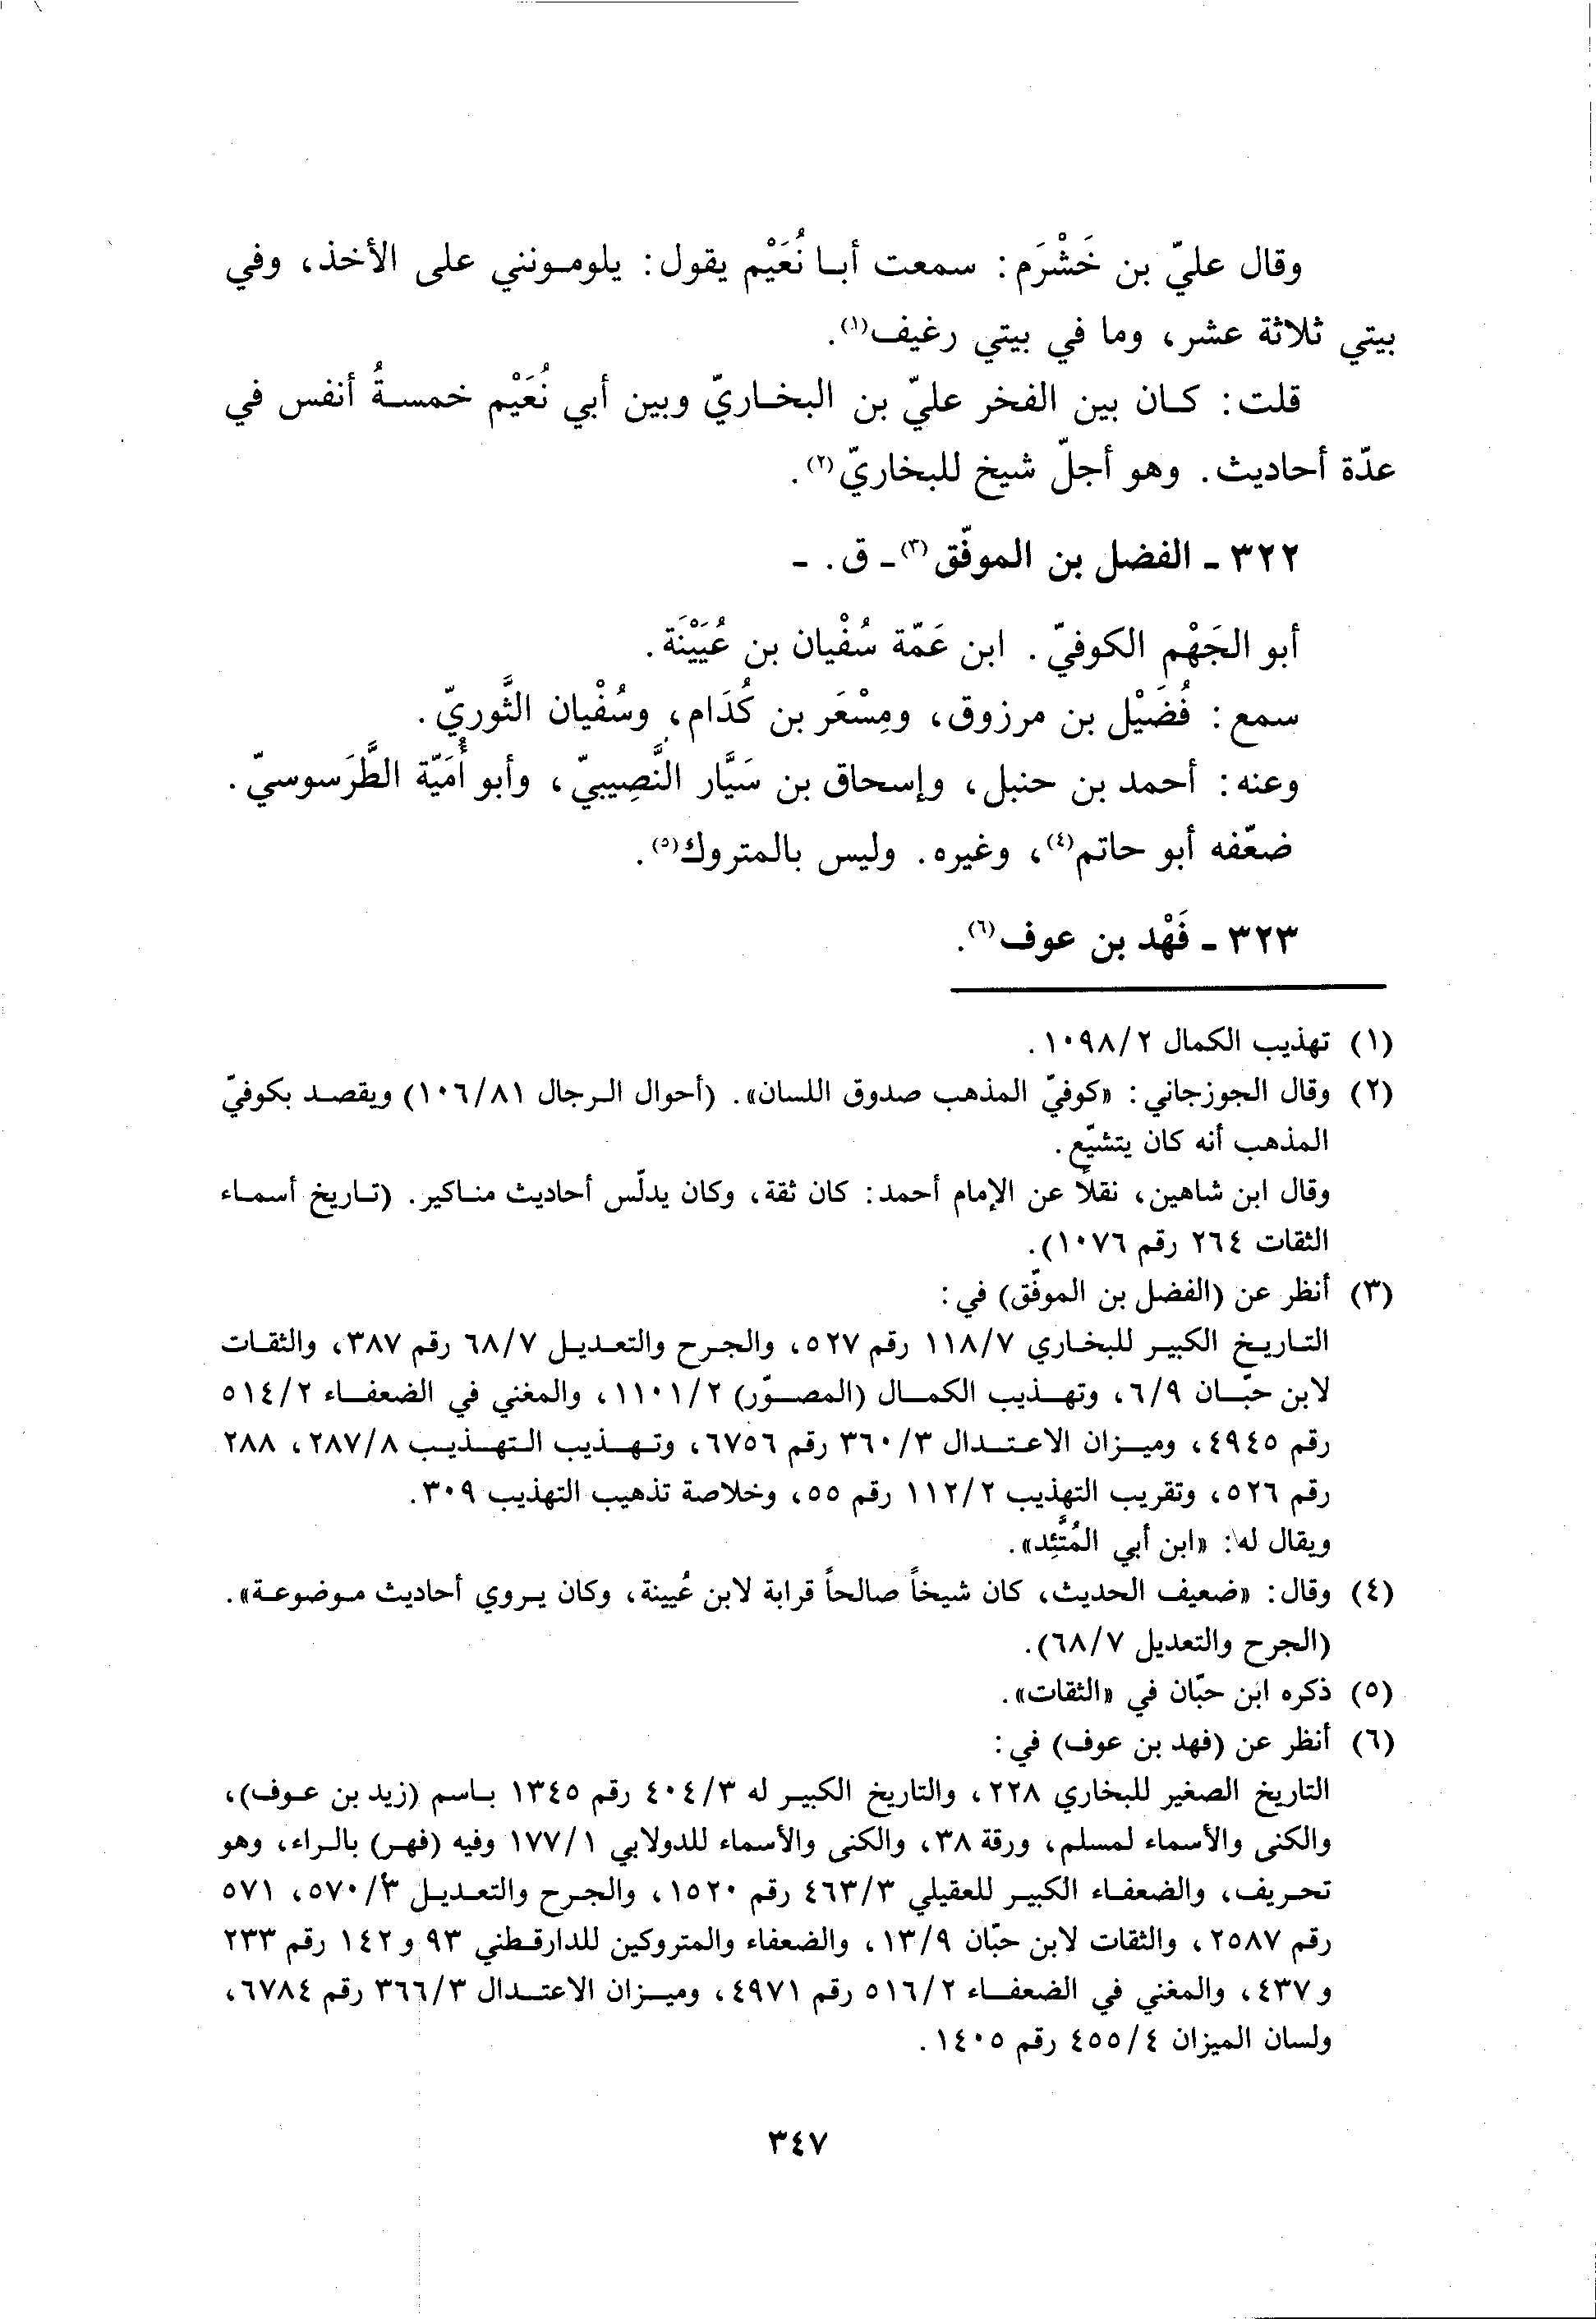 وقال عليّ بن خَشْرَم: سمعت أبا نُعَيْم يقول: يلومونني على الأخذ، وفي
بيتي ثلاثة عشر، وما في بيتي رغيف(١).
قلت: كان بين الفخر عليّ بن البخاريّ وبين أبي نُعَيْم خمسةُ أنفس في
عدّة أحاديث. وهو أجلّ شيخ للبخاريّ(٢).
٣٢٢ - الفضل بن الموفّق(٣) - ق. -
أبو الجَهْم الكوفيّ. ابن عَمّة سُفْيان بن عُيَيْنَة.
سمع: فُضَيْل بن مرزوق، ومِسْعَر بن كُدَام، وسُفْيان الثَّوريّ.
وعنه: أحمد بن حنبل، وإسحاق بن سَيَّار النَّصِيبيّ، وأبو أُمَيّة الطَّرَسوسيّ.
ضعّفه أبو حاتم(٤)، وغيره. وليس بالمتروك(٥).
٣٢٣ - فَهْد بن عوف(٦).
(١) تهذيب الكمال ١٠٩٨/٢.
(٢) وقال الجوزجاني: «كوفيّ المذهب صدوق اللسان». (أحوال الرجال ١٠٦/٨١) ويقصد بكوفيّ
المذهب أنه كان يتشيّع.
وقال ابن شاهين، نقلاً عن الإمام أحمد: كان ثقة، وكان يدلّس أحاديث مناكير. (تاريخ أسماء
الثقات ٢٦٤ رقم ١٠٧٦).
(٣) أنظر عن (الفضل بن الموفّق) في:
التاريخ الكبير للبخاري ١١٨/٧ رقم ٥٢٧، والجرح والتعديل ٦٨/٧ رقم ٣٨٧، والثقات
لابن حبّان ٦/٩، وتهذيب الكمال (المصوّر) ١١٠١/٢، والمغني في الضعفاء ٥١٤/٢
رقم ٤٩٤٥، وميزان الاعتدال ٣٦٠/٣ رقم ٦٧٥٦، وتهذيب التهذيب ٢٨٧/٨، ٢٨٨
رقم ٥٢٦، وتقريب التهذيب ١١٢/٢ رقم ٥٥، وخلاصة تذهيب التهذيب ٣٠٩.
ويقال له: «ابن أبي المُتَّئِد».
(٤) وقال: «ضعيف الحديث، كان شيخاً صالحاً قرابة لابن عُيينة، وكان يروي أحاديث موضوعة».
(الجرح والتعديل ٦٨/٧).
(٥) ذكره ابن حبّان في «الثقات».
(٦) أنظر عن (فهد بن عوف) في:
التاريخ الصغير للبخاري ٢٢٨، والتاريخ الكبير له ٤٠٤/٣ رقم ١٣٤٥ باسم (زيد بن عوف)،
والكنى والأسماء لمسلم، ورقة ٣٨، والكنى والأسماء للدولابي ١٧٧/١ وفيه (فهر) بالراء، وهو
تحريف، والضعفاء الكبير للعقيلي ٤٦٣/٣ رقم ١٥٢٠، والجرح والتعديل ٥٧٠/٣، ٥٧١
رقم ٢٥٨٧، والثقات لابن حبّان ١٣/٩، والضعفاء والمتروكين للدارقطني ٩٣ و١٤٢ رقم ٢٣٣
و٤٣٧، والمغني في الضعفاء ٥١٦/٢ رقم ٤٩٧١، وميزان الاعتدال ٣٦٦/٣ رقم ٦٧٨٤،
ولسان الميزان ٤٥٥/٤ رقم ١٤٠٥.
٣٤٧